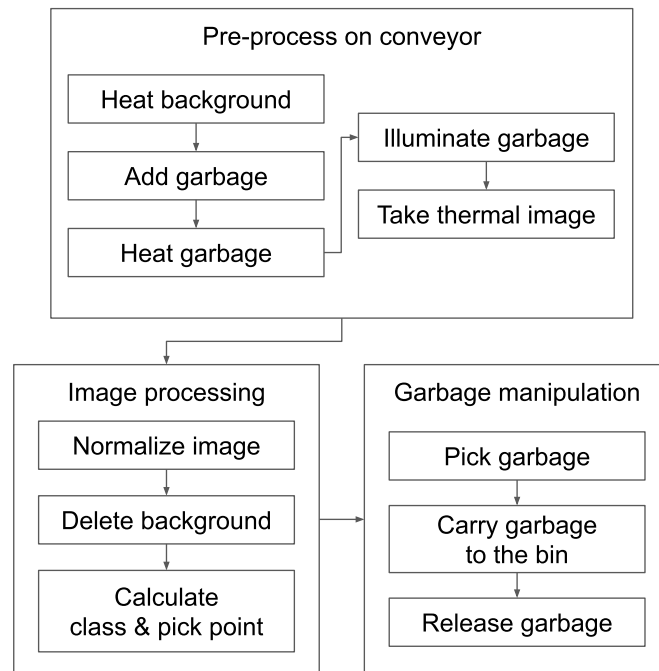 Pre-process on conveyor
Heat background
Add garbage
Heat garbage
Illuminate garbage
Take thermal image
Image processing
Normalize image
Delete background
Calculate
class & pick point
Garbage manipulation
Pick garbage
Carry garbage
to the bin
Release garbage